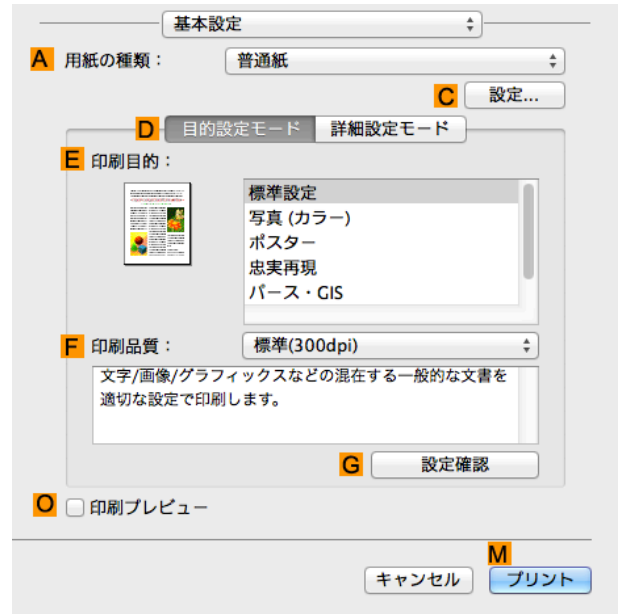 基本設定
A 用紙の種類： 普通紙
C 設定...
D 目的設定モード 詳細設定モード
E 印刷目的：
標準設定
写真 (カラー)
ポスター
忠実再現
パース・GIS
F 印刷品質： 標準(300dpi)
文字/画像/グラフィックスなどの混在する一般的な文書を
適切な設定で印刷します。
G 設定確認
O 印刷プレビュー
M
キャンセル プリント